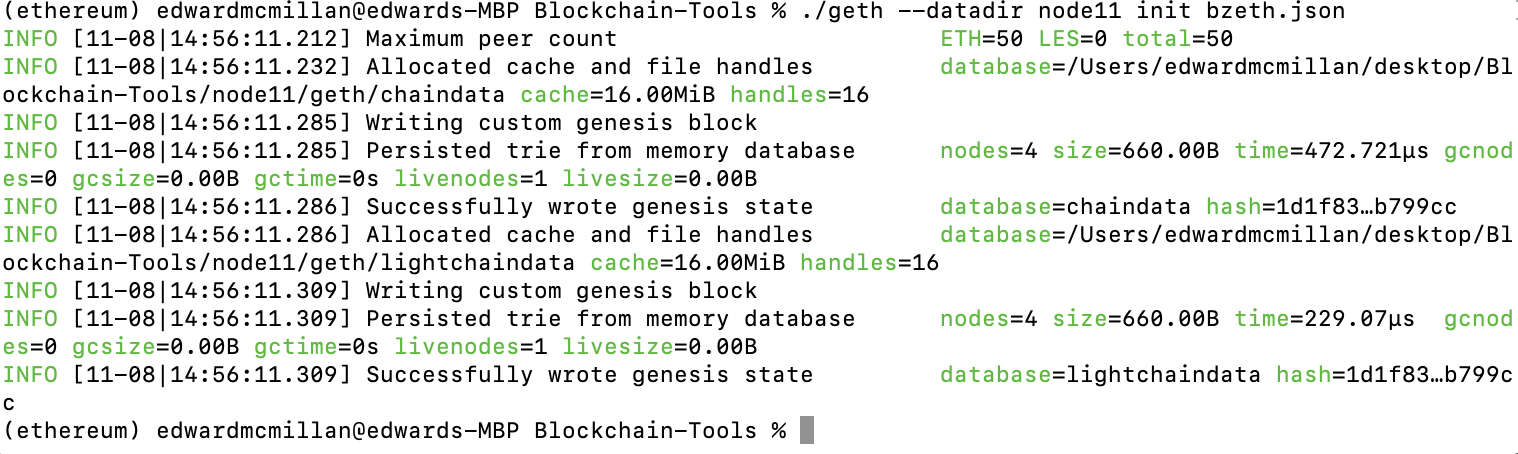 (ethereum) edwardmcmillan@edwards-MBP Blockchain-Tools % ./geth --datadir node11 init bzeth.json
INFO [11-08|14:56:11.212] Maximum peer count                       ETH=50 LES=0 total=50
INFO [11-08|14:56:11.232] Allocated cache and file handles         database=/Users/edwardmcmillan/desktop/Bl
ockchain-Tools/node11/geth/chaindata cache=16.00MiB handles=16
INFO [11-08|14:56:11.285] Writing custom genesis block
INFO [11-08|14:56:11.285] Persisted trie from memory database      nodes=4 size=660.00B time=472.721µs gcnod
es=0 gcsize=0.00B gctime=0s livenodes=1 livesize=0.00B
INFO [11-08|14:56:11.286] Successfully wrote genesis state         database=chaindata hash=1d1f83…b799cc
INFO [11-08|14:56:11.286] Allocated cache and file handles         database=/Users/edwardmcmillan/desktop/Bl
ockchain-Tools/node11/geth/lightchaindata cache=16.00MiB handles=16
INFO [11-08|14:56:11.309] Writing custom genesis block
INFO [11-08|14:56:11.309] Persisted trie from memory database      nodes=4 size=660.00B time=229.07µs  gcnod
es=0 gcsize=0.00B gctime=0s livenodes=1 livesize=0.00B
INFO [11-08|14:56:11.309] Successfully wrote genesis state         database=lightchaindata hash=1d1f83…b799c
c
(ethereum) edwardmcmillan@edwards-MBP Blockchain-Tools %